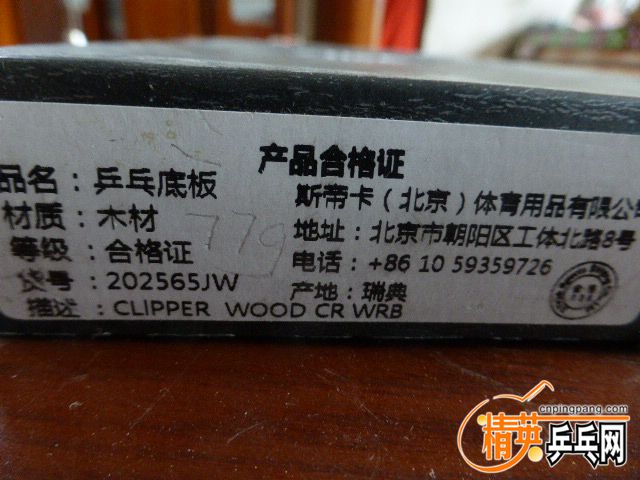 产品合格证
品名：乒乓底板
材质：木材
等级：合格证
货号：202565JW
描述：CLIPPER WOOD CR WRB
77g
斯蒂卡（北京）体育用品有限公
地址：北京市朝阳区工体北路8号
电话：+86 10 59359726
产地：瑞典
cnpingpang.com
精英乒乓网